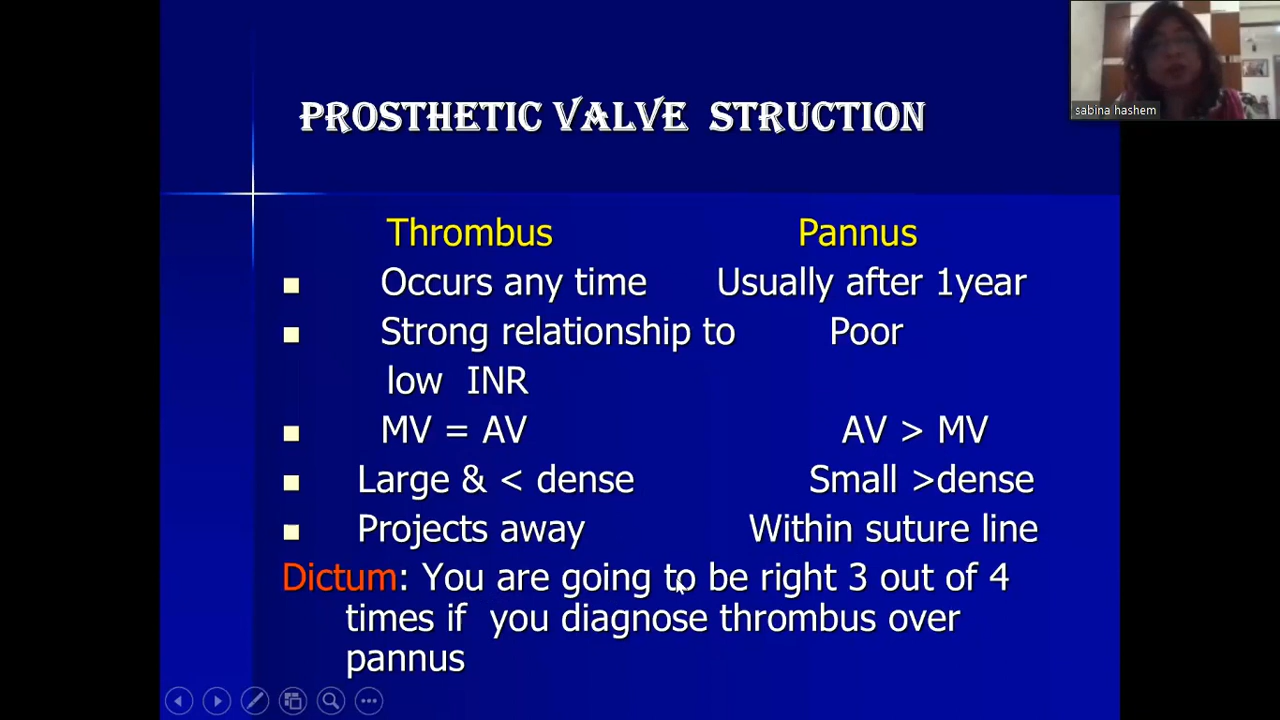 sabina hashem
PROSTHETIC VALVE STRUCTION
Thrombus Pannus
Occurs any time Usually after 1year
Strong relationship to Poor
low INR
MV = AV AV > MV
Large & < dense Small >dense
Projects away Within suture line
Dictum: You are going to be right 3 out of 4
times if you diagnose thrombus over
pannus